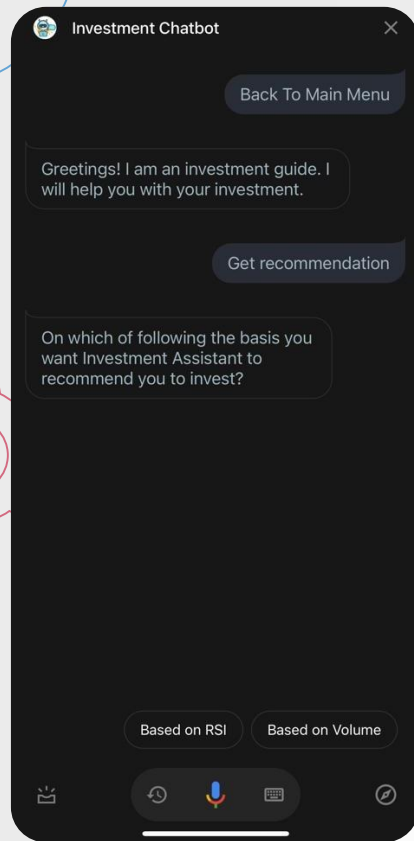 Investment Chatbot
Back To Main Menu
Greetings! I am an investment guide. I
will help you with your investment.
Get recommendation
On which of following the basis you
want Investment Assistant to
recommend you to invest?
Based on RSI
Based on Volume